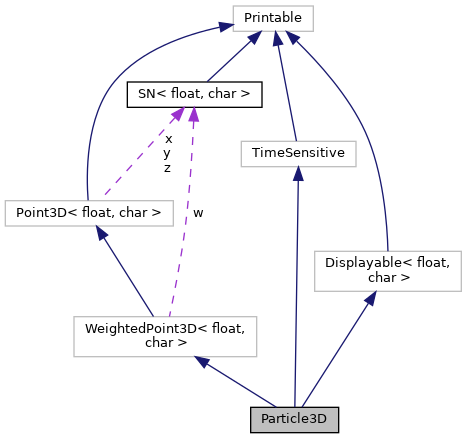 Printable
SN< float, char >
x
y
z
TimeSensitive
Point3D< float, char >
w
Displayable< float,
char >
WeightedPoint3D< float,
char >
Particle3D